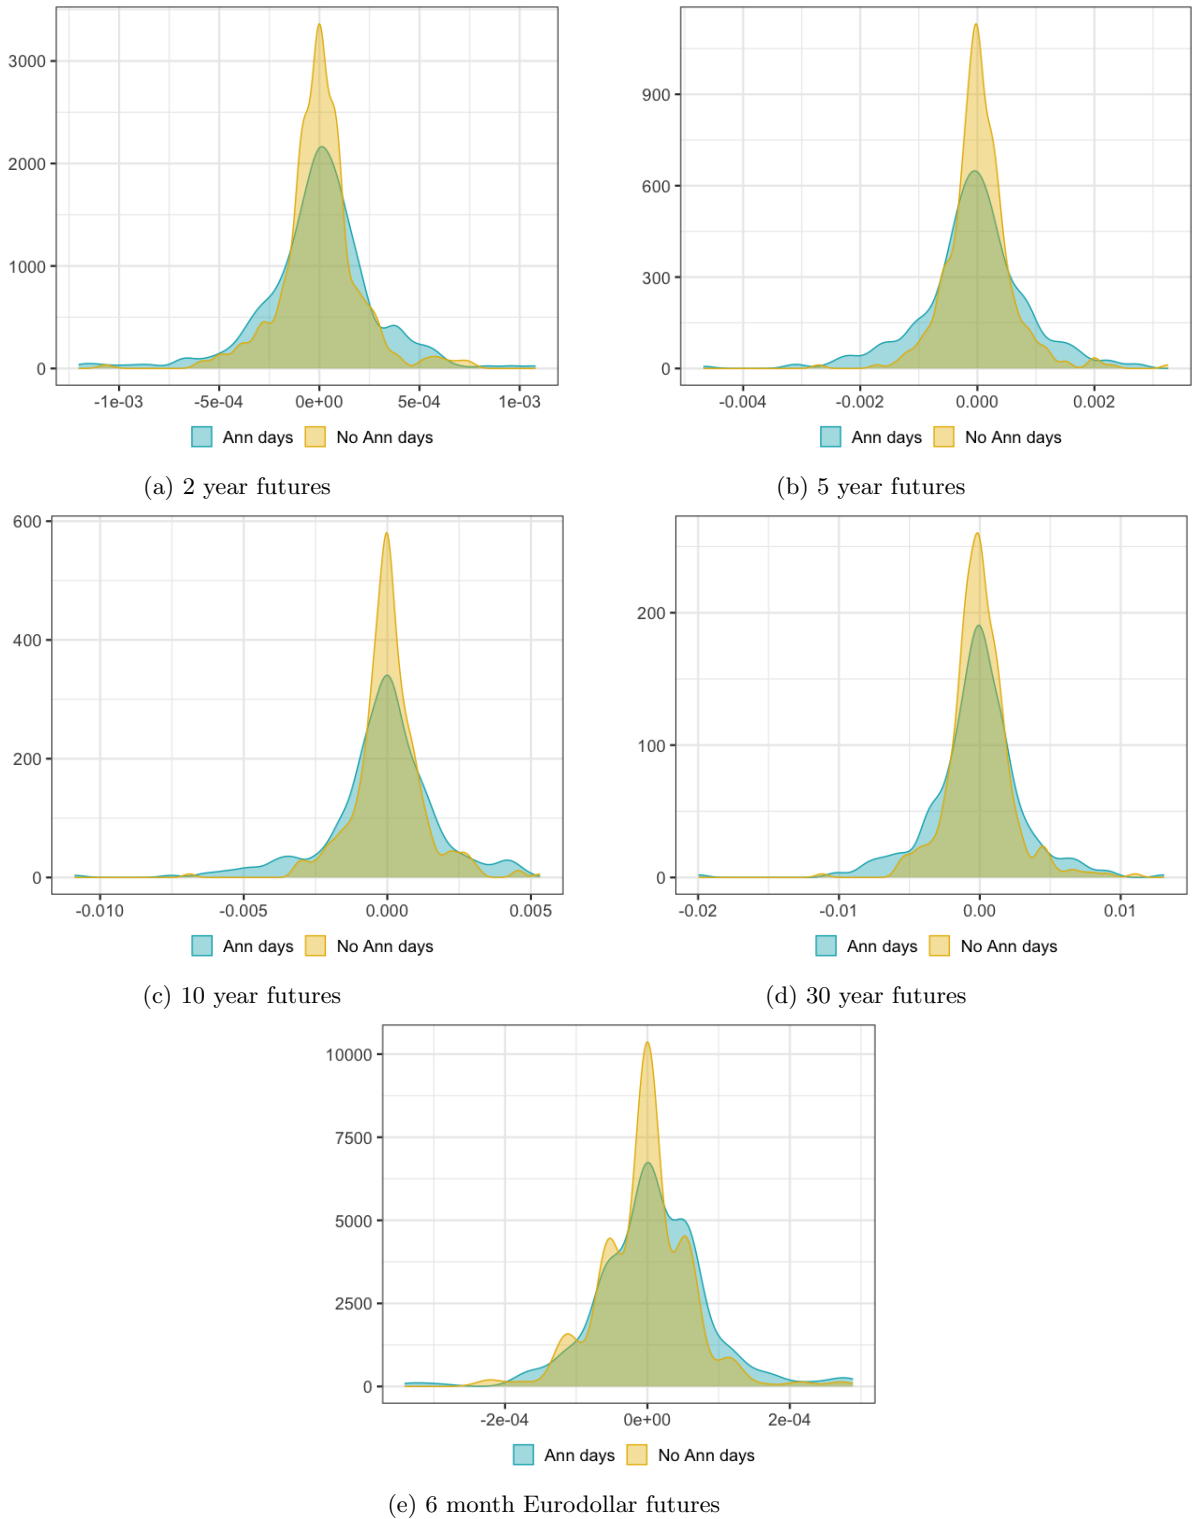 3000
2000
1000
0
-1e-03 -5e-04 0e+00 5e-04 1e-03
Ann days No Ann days
(a) 2 year futures
900
600
300
0
-0.004 -0.002 0.000 0.002
Ann days No Ann days
(b) 5 year futures
600
400
200
0
-0.010 -0.005 0.000 0.005
Ann days No Ann days
(c) 10 year futures
200
100
0
-0.02 -0.01 0.00 0.01
Ann days No Ann days
(d) 30 year futures
10000
7500
5000
2500
0
-2e-04 0e+00 2e-04
Ann days No Ann days
(e) 6 month Eurodollar futures